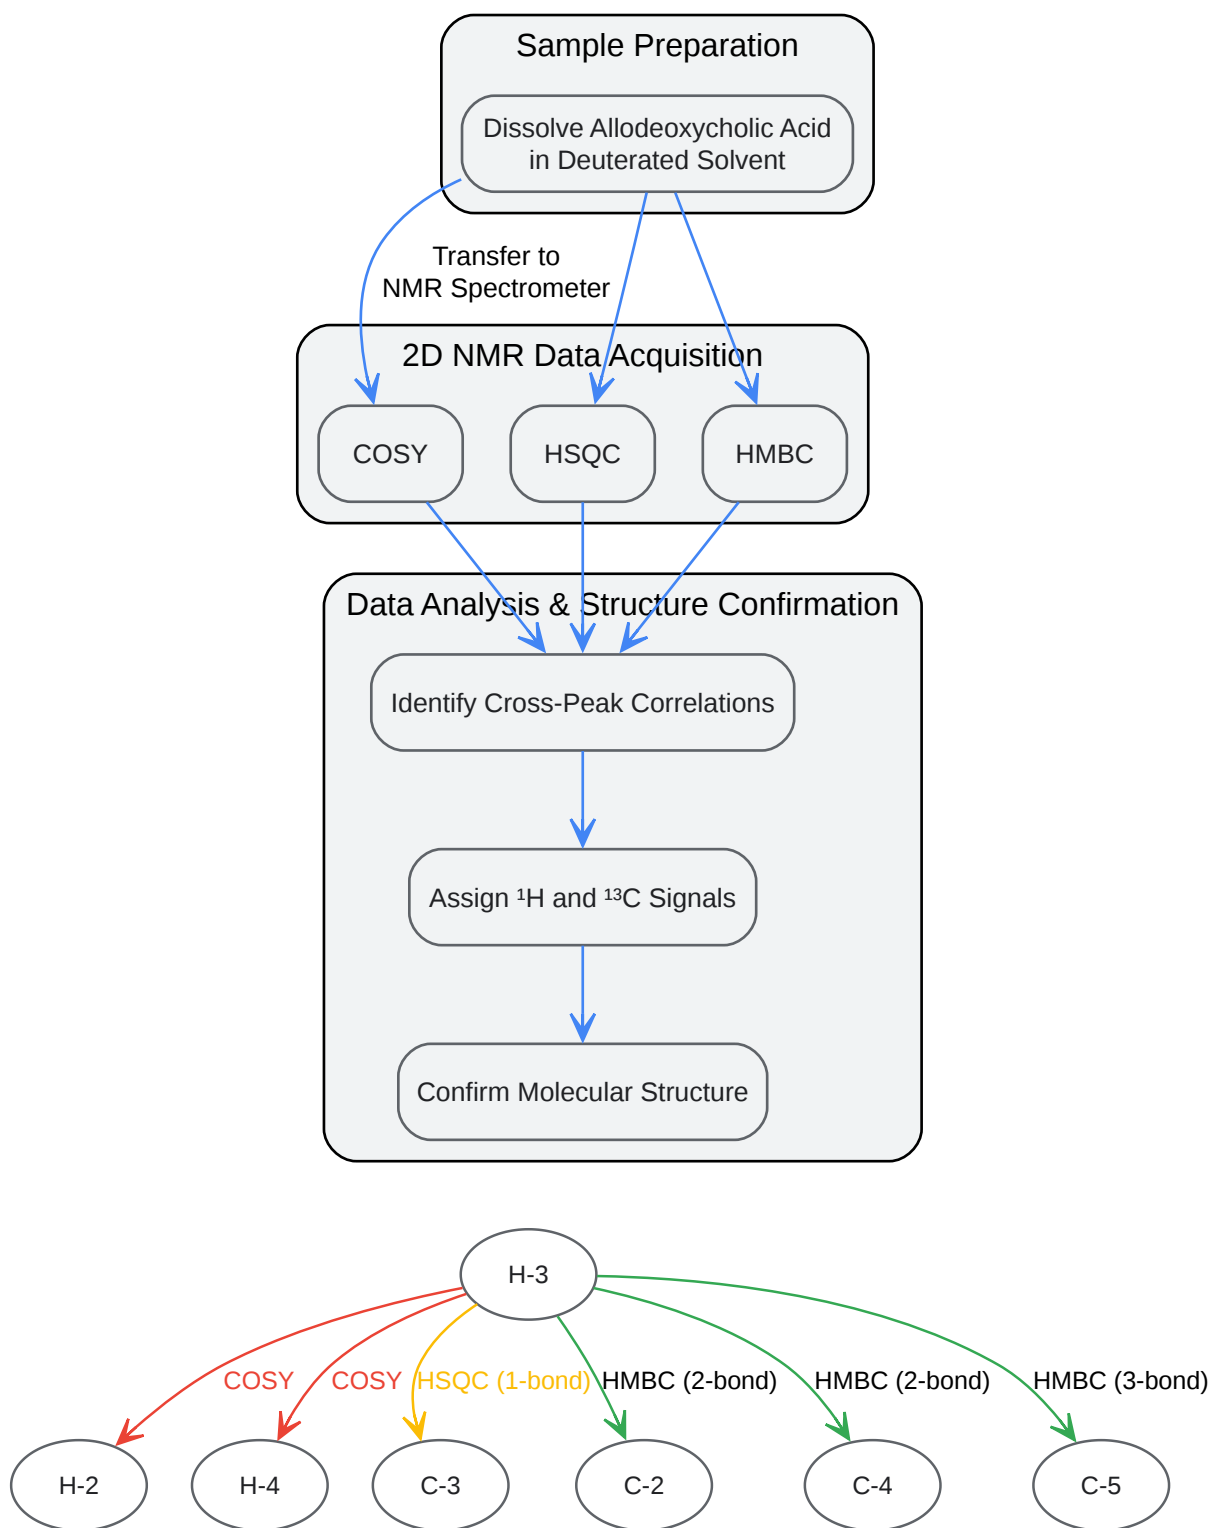 Sample Preparation
Dissolve Allodeoxycholic Acid
in Deuterated Solvent
Transfer to
NMR Spectrometer
2D NMR Data Acquisition
COSY
HSQC
HMBC
Data Analysis & Structure Confirmation
Identify Cross-Peak Correlations
Assign ¹H and ¹³C Signals
Confirm Molecular Structure
H-3
COSY
COSY
HSQC (1-bond)
HMBC (2-bond)
HMBC (2-bond)
HMBC (3-bond)
H-2
H-4
C-3
C-2
C-4
C-5